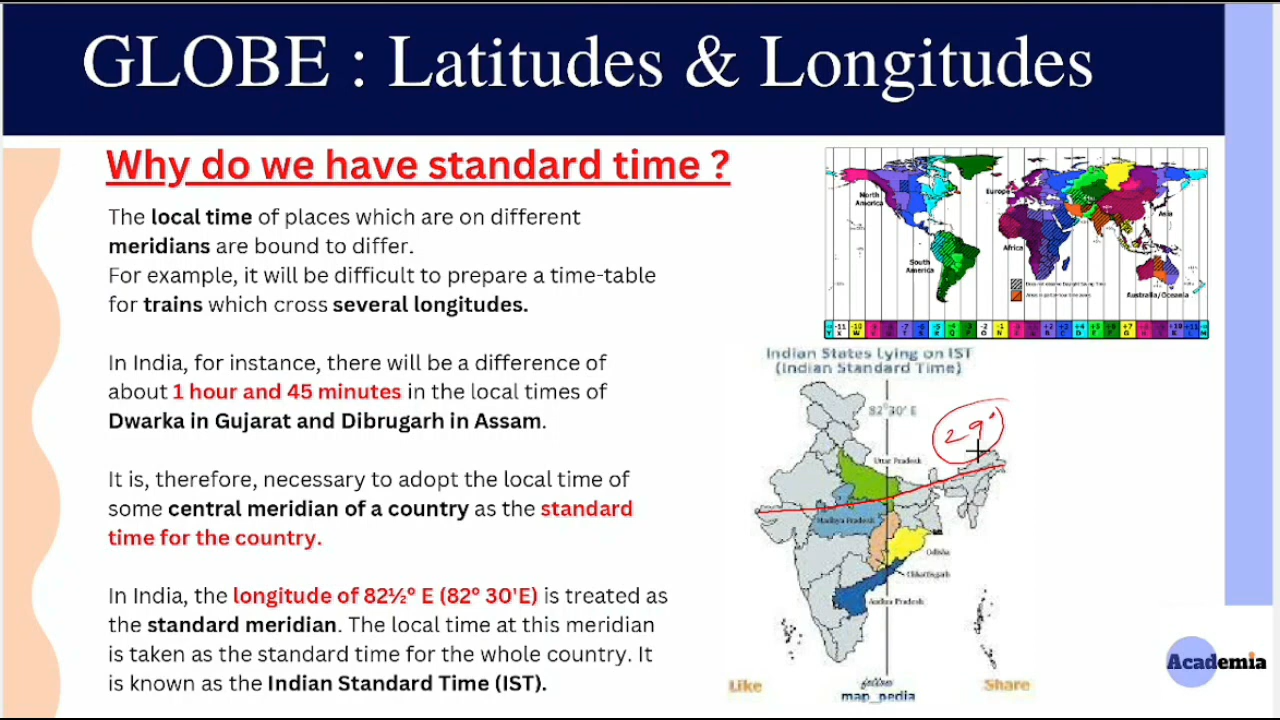 GLOBE : Latitudes & Longitudes
Why do we have standard time ?
The local time of places which are on different
meridians are bound to differ.
For example, it will be difficult to prepare a time-table
for trains which cross several longitudes.
In India, for instance, there will be a difference of
about 1 hour and 45 minutes in the local times of
Dwarka in Gujarat and Dibrugarh in Assam.
It is, therefore, necessary to adopt the local time of
some central meridian of a country as the standard
time for the country.
In India, the longitude of 82½° E (82° 30'E) is treated as
the standard meridian. The local time at this meridian
is taken as the standard time for the whole country. It
is known as the Indian Standard Time (IST).
North
America
Europe
Asia
Africa
South
America
Australia/Oceania
Indian States Lying on IST
(Indian Standard Time)
82°30' E
29°
Uttar Pradesh
Madhya Pradesh
Odisha
Chhattisgarh
Andhra Pradesh
Like
follow
map_pedia
Share
Academia